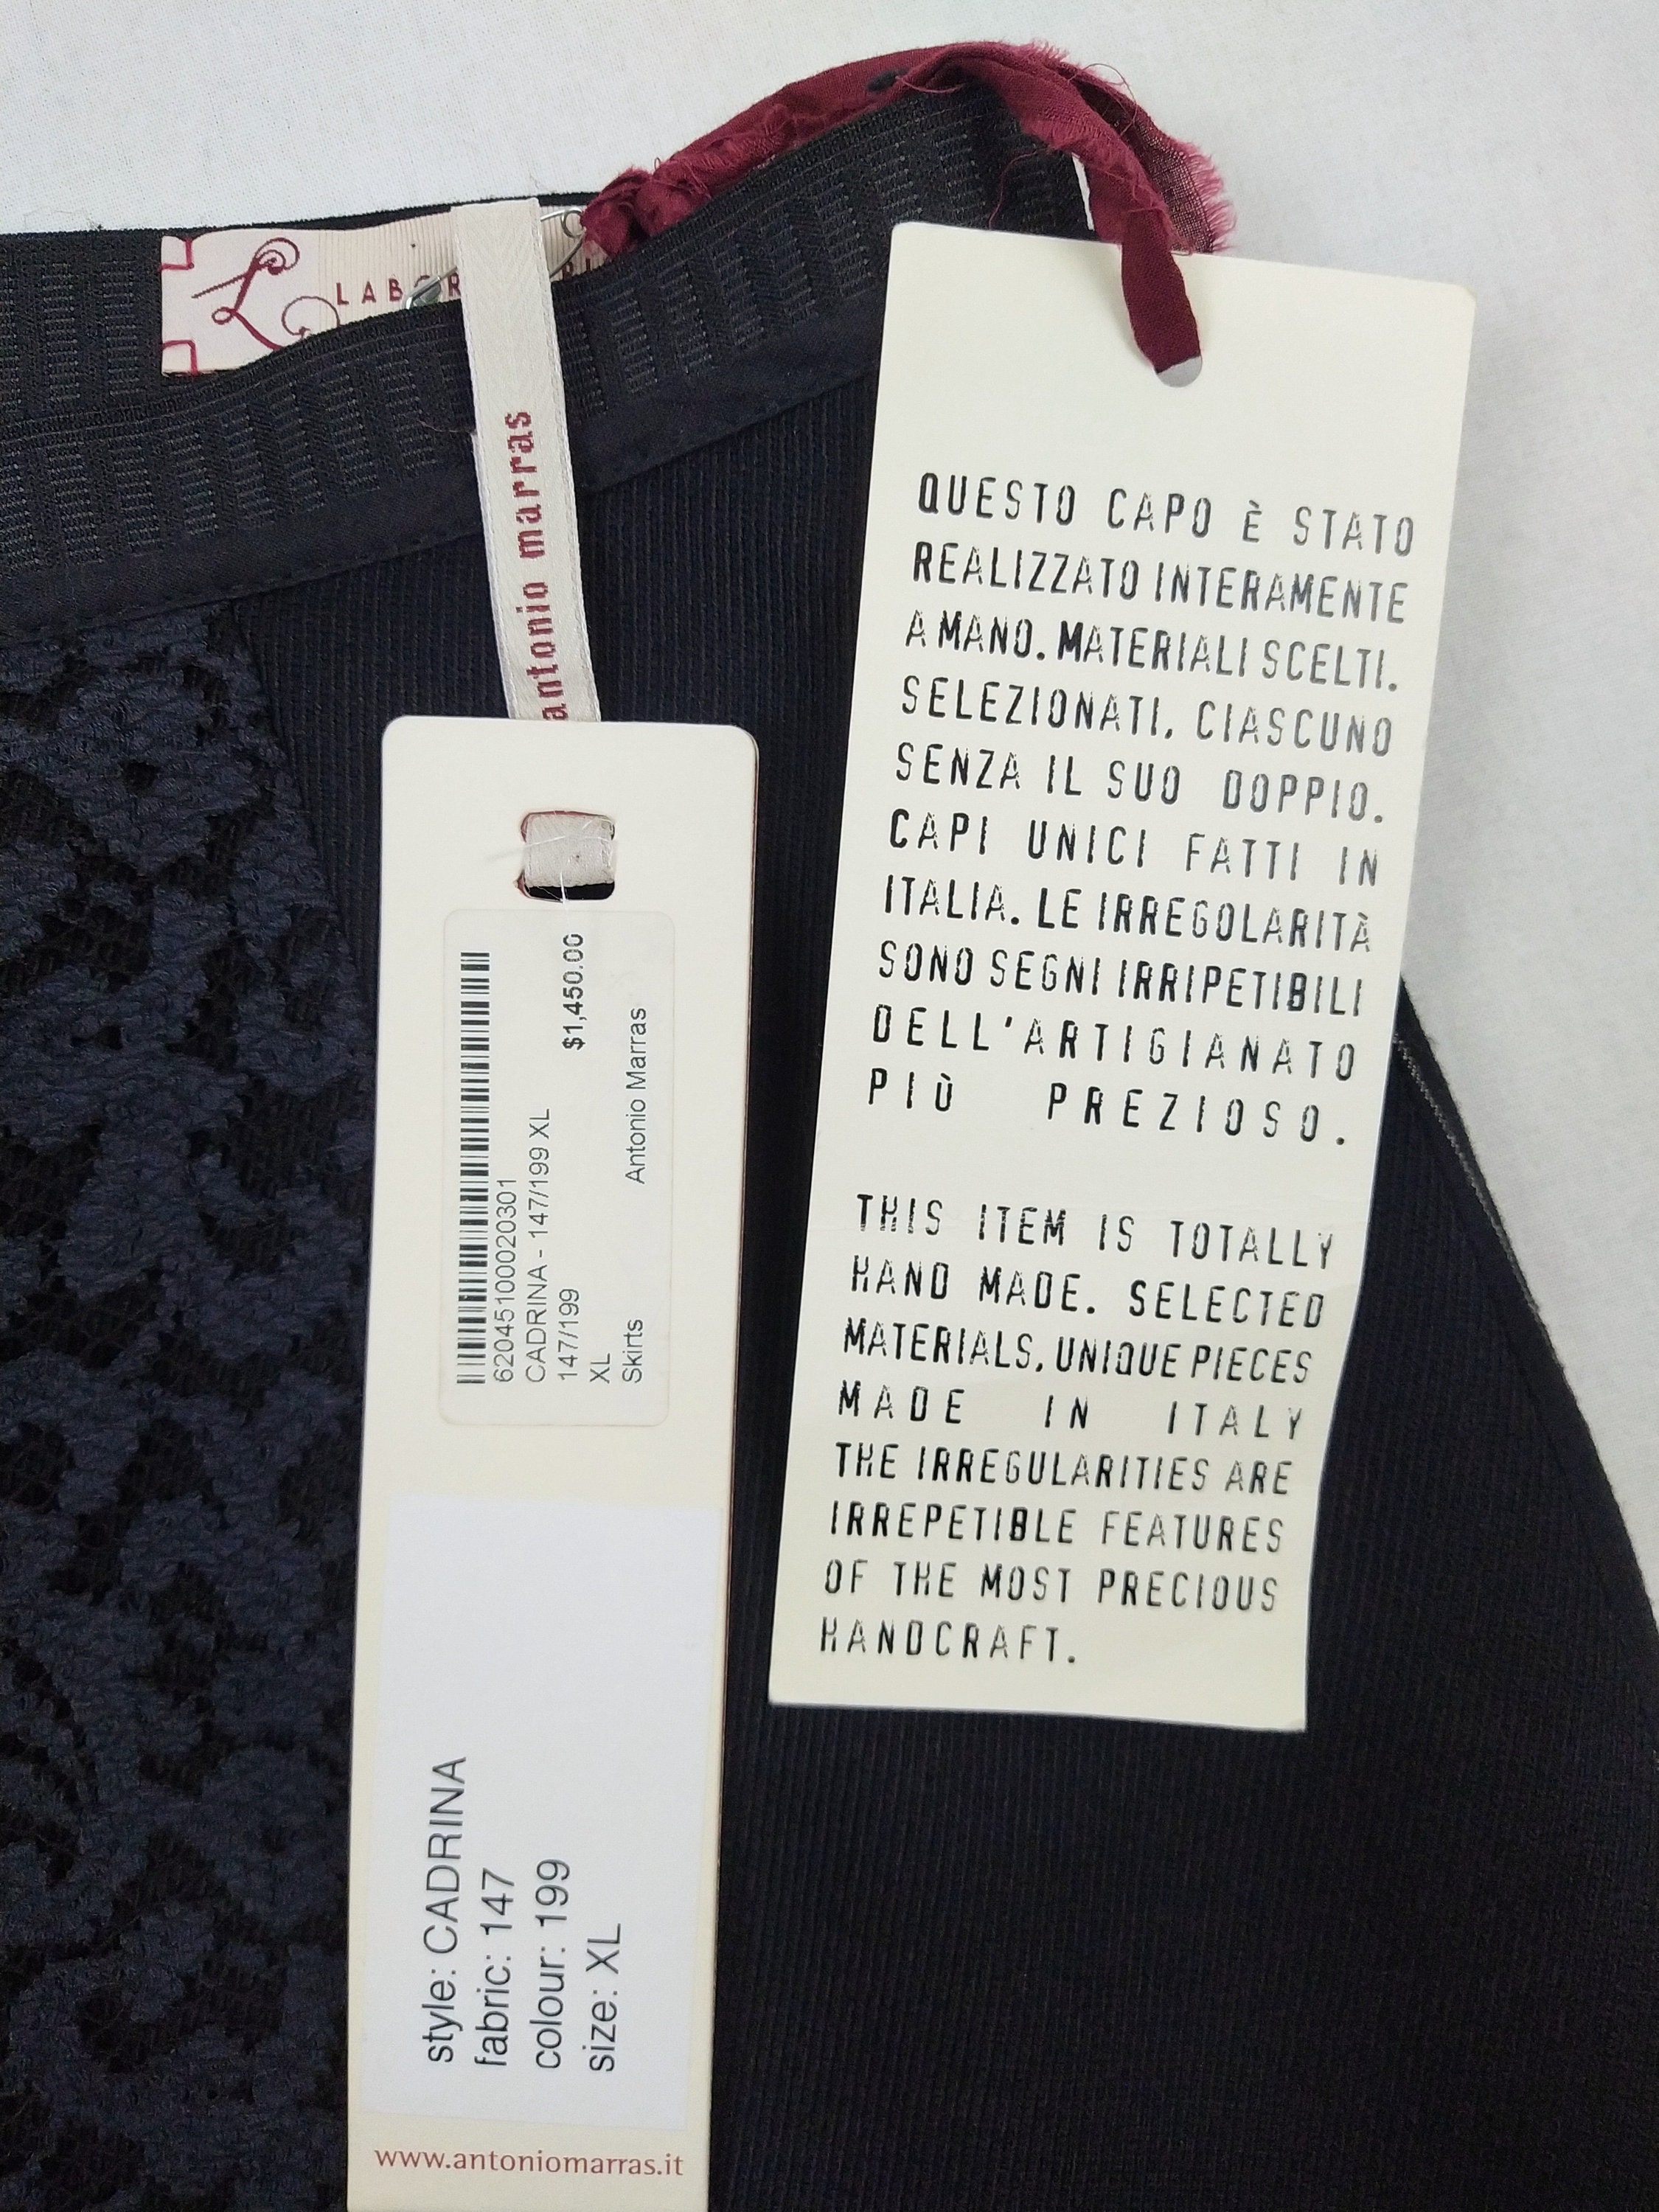 L
antonio marras
$1,450.00
620451000020301
CADRINA - 147/199 XL
147/199
XL
Skirts Antonio Marras
style: CADRINA
fabric: 147
colour: 199
size: XL
www.antoniomarras.it
QUESTO CAPO È STATO
REALIZZATO INTERAMENTE
A MANO. MATERIALI SCELTI.
SELEZIONATI, CIASCUNO
SENZA IL SUO DOPPIO.
CAPI UNICI FATTI IN
ITALIA. LE IRREGOLARITÀ
SONO SEGNI IRRIPETIBILI
DELL'ARTIGIANATO
PIÙ PREZIOSO.
THIS ITEM IS TOTALLY
HAND MADE. SELECTED
MATERIALS, UNIQUE PIECES
MADE IN ITALY
THE IRREGULARITIES ARE
IRREPETIBLE FEATURES
OF THE MOST PRECIOUS
HANDCRAFT.